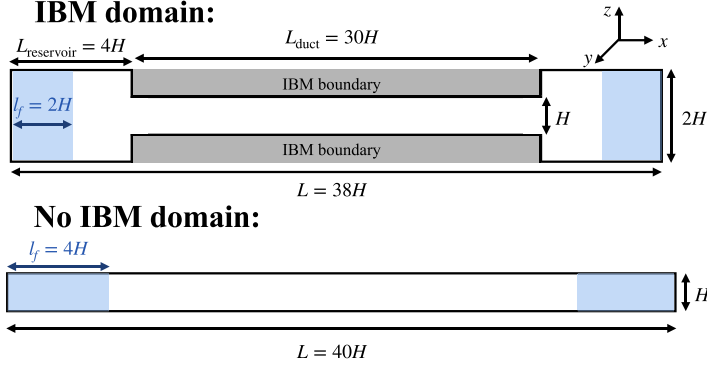 IBM domain:
z
x
y
L_reservoir = 4H
L_duct = 30H
IBM boundary
l_f = 2H
H
2H
IBM boundary
L = 38H
No IBM domain:
l_f = 4H
H
L = 40H